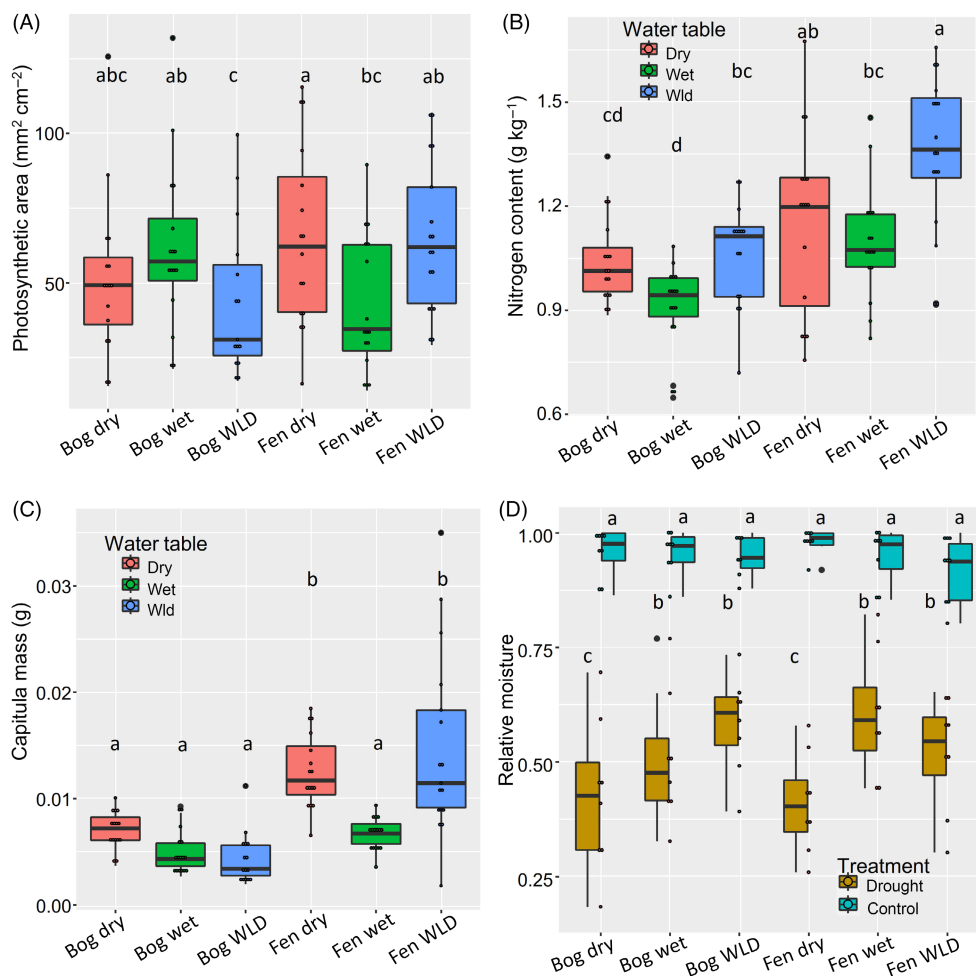 (A)
Photosynthetic area (mm² cm⁻²)
100
50
abc
ab
c
a
bc
ab
Bog dry
Bog wet
Bog WLD
Fen dry
Fen wet
Fen WLD
(B)
Nitrogen content (g kg⁻¹)
1.5
1.2
0.9
0.6
Water table
Dry
Wet
Wld
cd
d
bc
ab
bc
a
Bog dry
Bog wet
Bog WLD
Fen dry
Fen wet
Fen WLD
(C)
Capitula mass (g)
0.03
0.02
0.01
0.00
Water table
Dry
Wet
Wld
a
a
a
b
a
b
Bog dry
Bog wet
Bog WLD
Fen dry
Fen wet
Fen WLD
(D)
Relative moisture
1.00
0.75
0.50
0.25
a
a
a
a
a
a
c
b
b
c
b
b
Treatment
Drought
Control
Bog dry
Bog wet
Bog WLD
Fen dry
Fen wet
Fen WLD